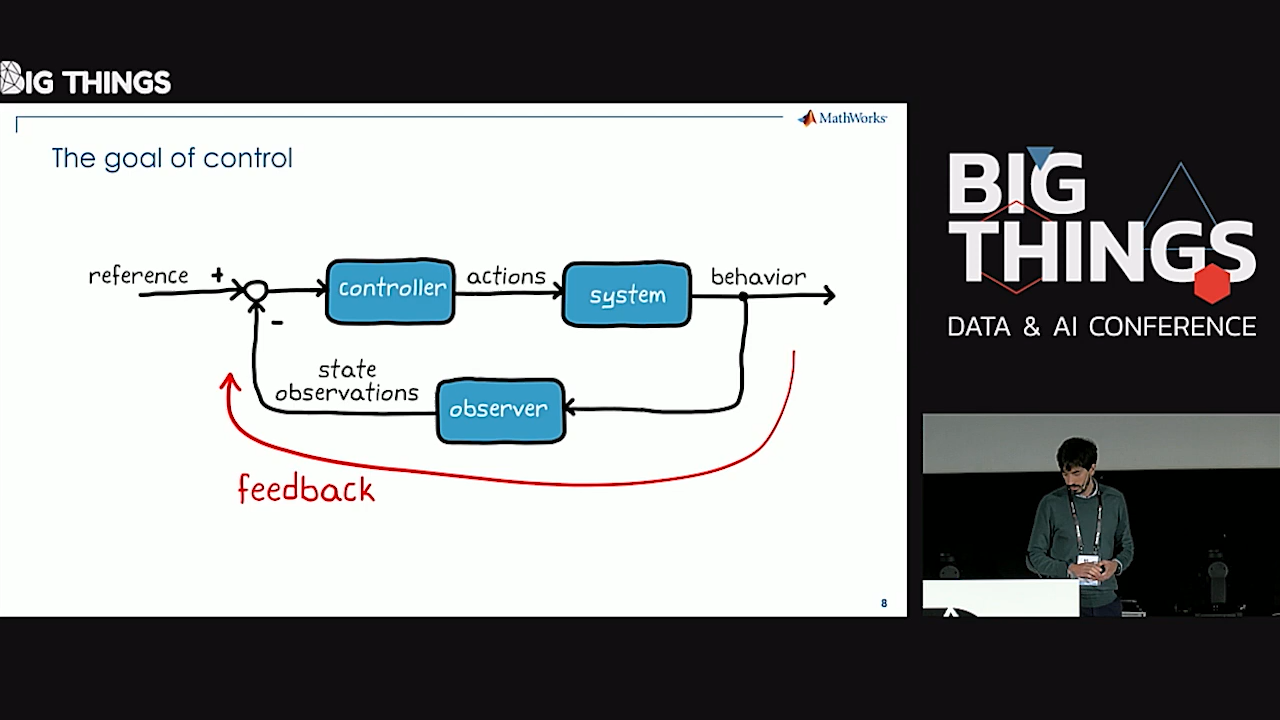 BIG THINGS
MathWorks
The goal of control
reference + controller actions system behavior
-
state
observations
observer
feedback
8
BIG
THINGS
DATA & AI CONFERENCE